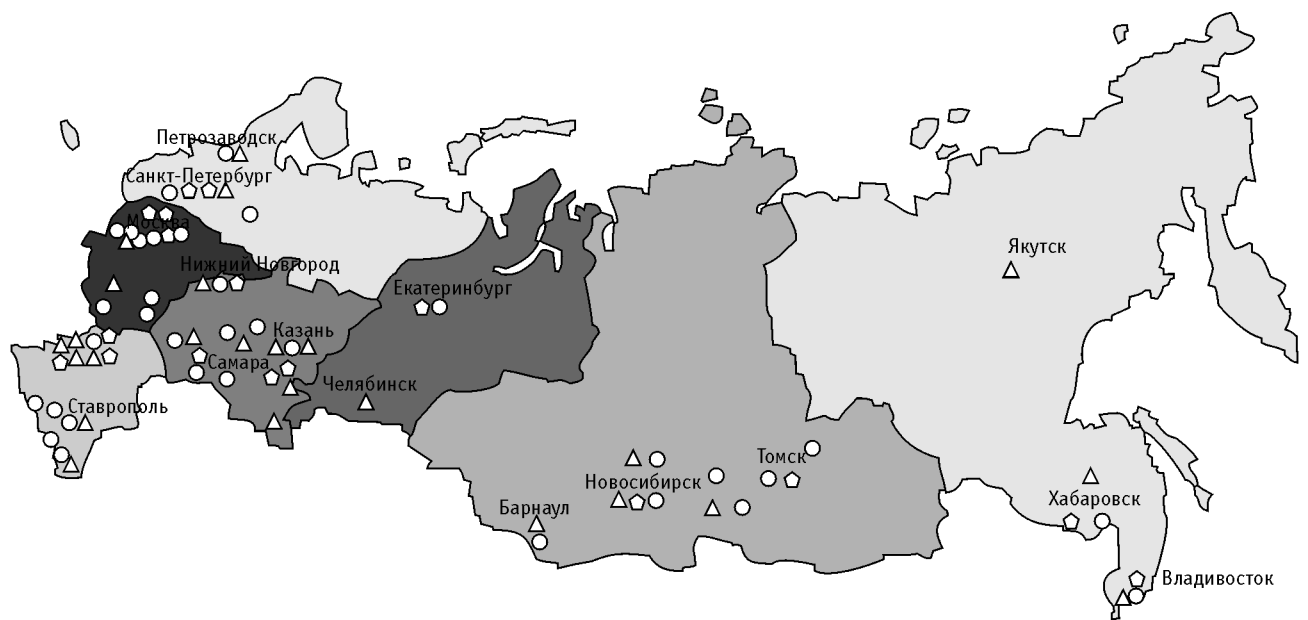 Петрозаводск
Санкт-Петербург
Москва
Нижний Новгород
Якутск
Екатеринбург
Казань
Самара
Челябинск
Ставрополь
Томск
Новосибирск
Хабаровск
Барнаул
Владивосток